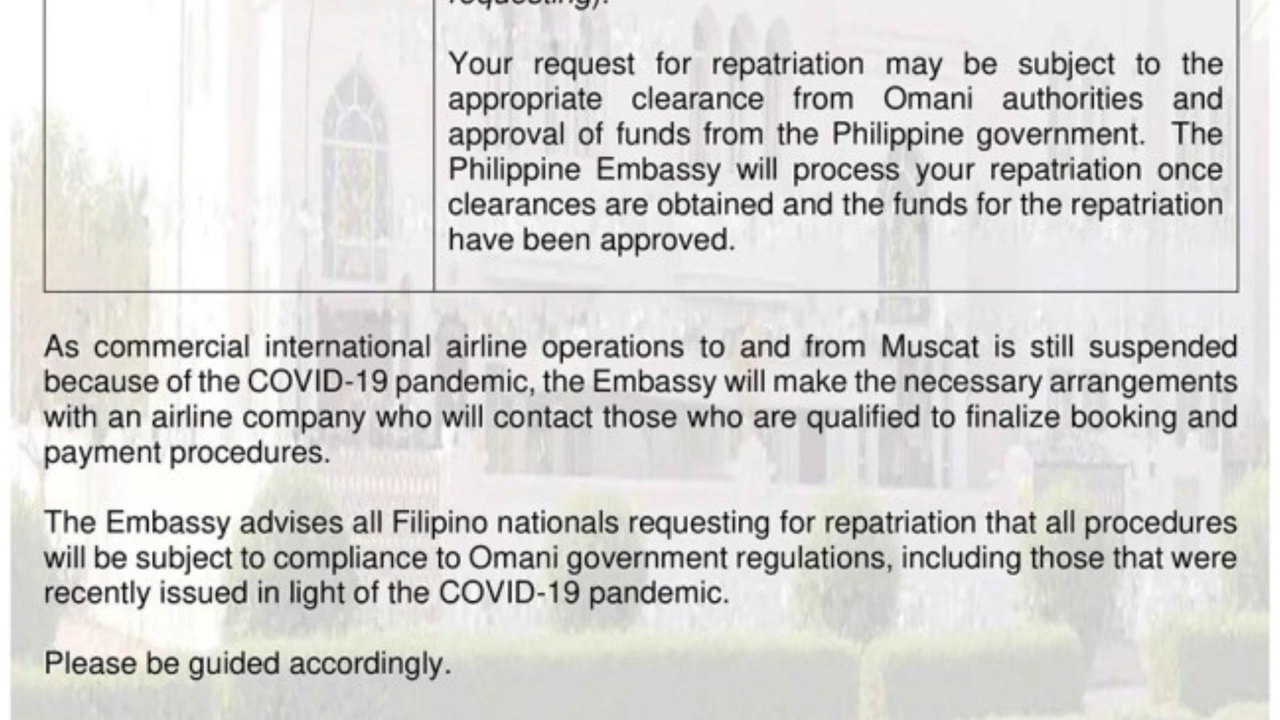 requesting).
Your request for repatriation may be subject to the
appropriate clearance from Omani authorities and
approval of funds from the Philippine government. The
Philippine Embassy will process your repatriation once
clearances are obtained and the funds for the repatriation
have been approved.
As commercial international airline operations to and from Muscat is still suspended
because of the COVID-19 pandemic, the Embassy will make the necessary arrangements
with an airline company who will contact those who are qualified to finalize booking and
payment procedures.
The Embassy advises all Filipino nationals requesting for repatriation that all procedures
will be subject to compliance to Omani government regulations, including those that were
recently issued in light of the COVID-19 pandemic.
Please be guided accordingly.